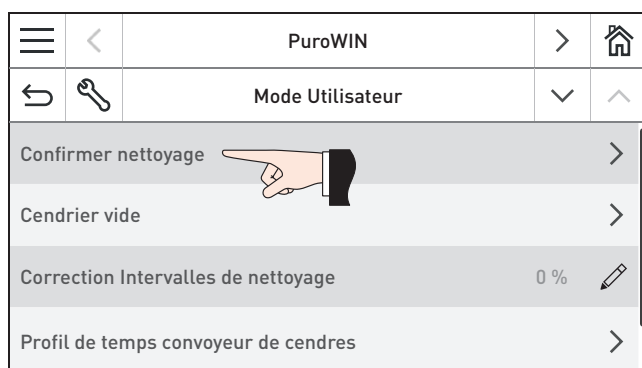 PuroWIN
Mode Utilisateur
Confirmer nettoyage
Cendrier vide
Correction Intervalles de nettoyage 0 %
Profil de temps convoyeur de cendres